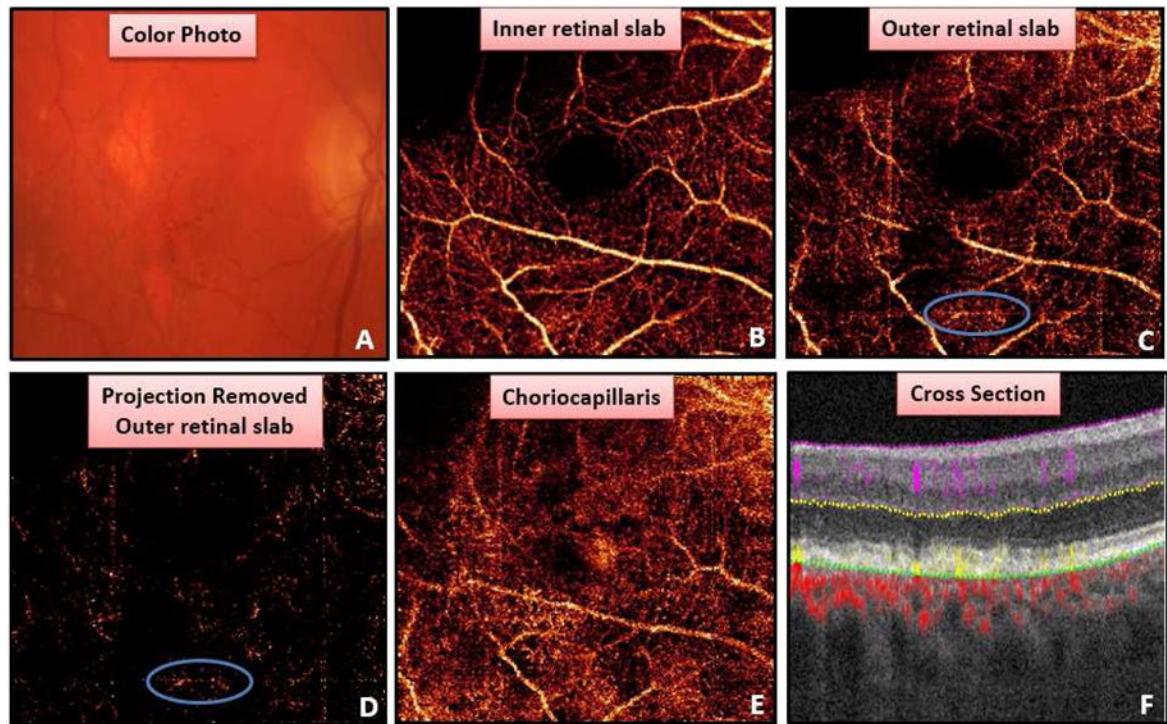 Color Photo
A
Inner retinal slab
B
Outer retinal slab
C
Projection Removed
Outer retinal slab
D
Choriocapillaris
E
Cross Section
F